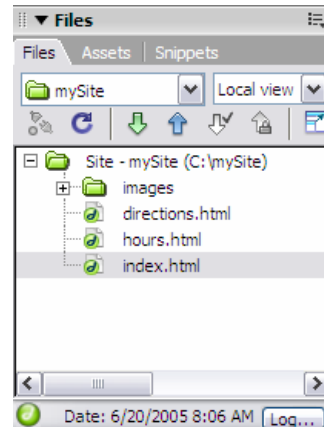 Files
Files Assets Snippets
mySite Local view
Site - mySite (C:\mySite)
images
directions.html
hours.html
index.html
Date: 6/20/2005 8:06 AM Log...